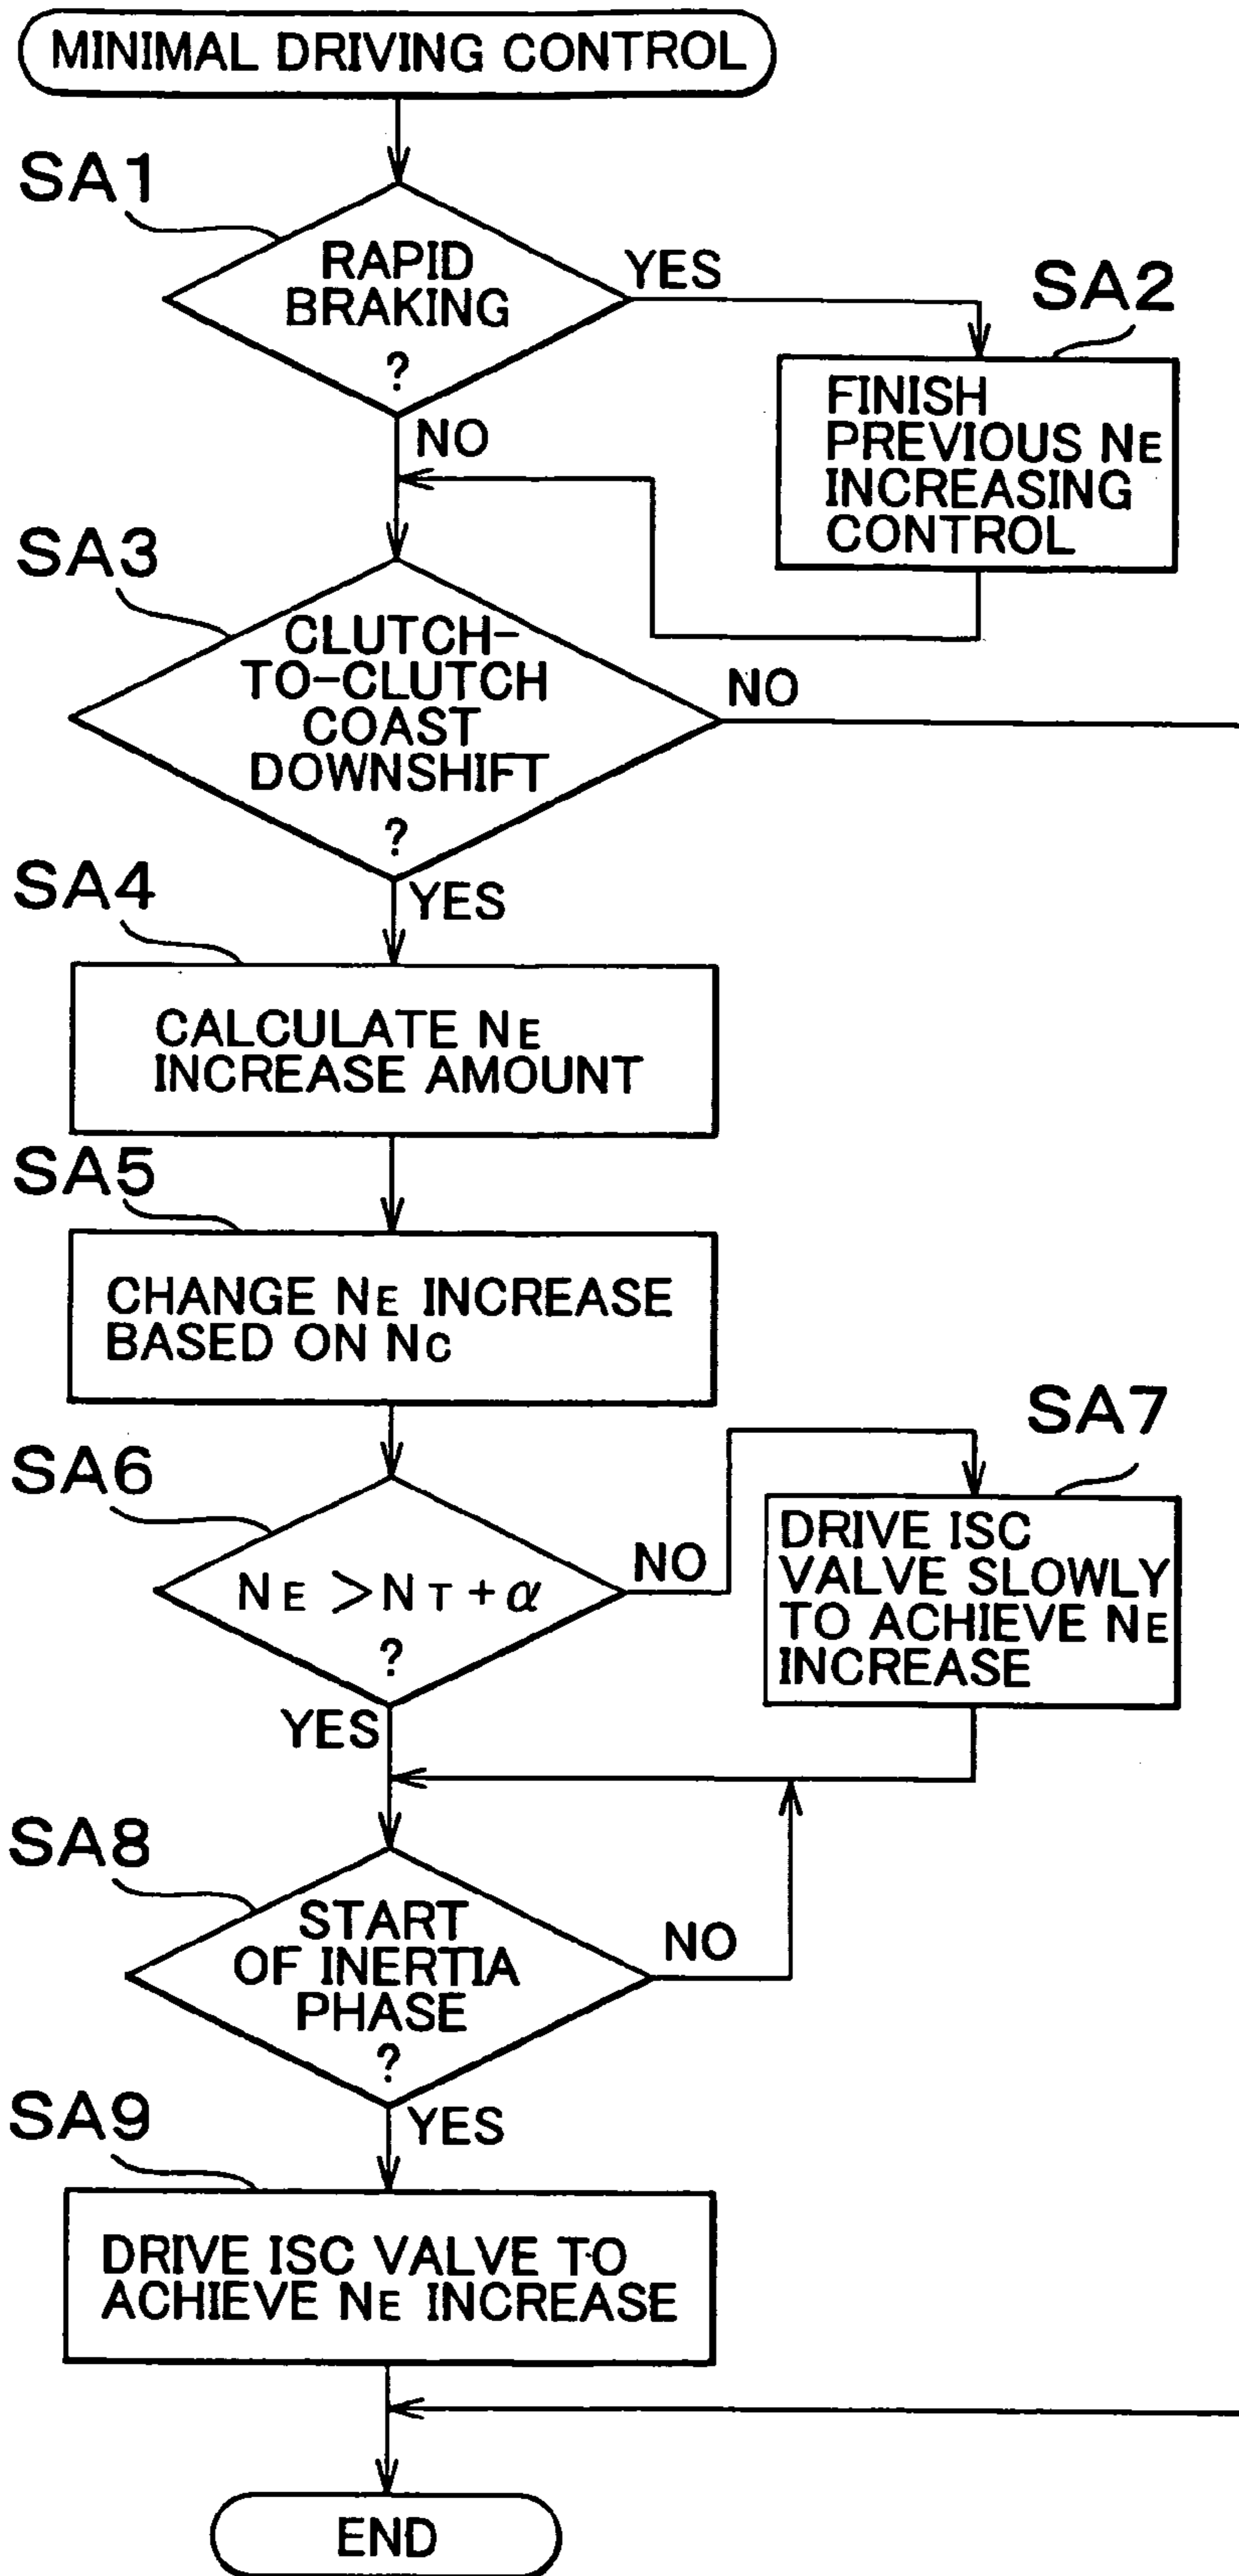 MINIMAL DRIVING CONTROL
SA1
RAPID
BRAKING
?
YES
NO
SA2
FINISH
PREVIOUS NE
INCREASING
CONTROL
SA3
CLUTCH-
TO-CLUTCH
COAST
DOWNSHIFT
?
NO
YES
SA4
CALCULATE NE
INCREASE AMOUNT
SA5
CHANGE NE INCREASE
BASED ON NC
SA6
NE >NT+α
?
NO
YES
SA7
DRIVE ISC
VALVE SLOWLY
TO ACHIEVE NE
INCREASE
SA8
START
OF INERTIA
PHASE
?
NO
YES
SA9
DRIVE ISC VALVE TO
ACHIEVE NE INCREASE
END